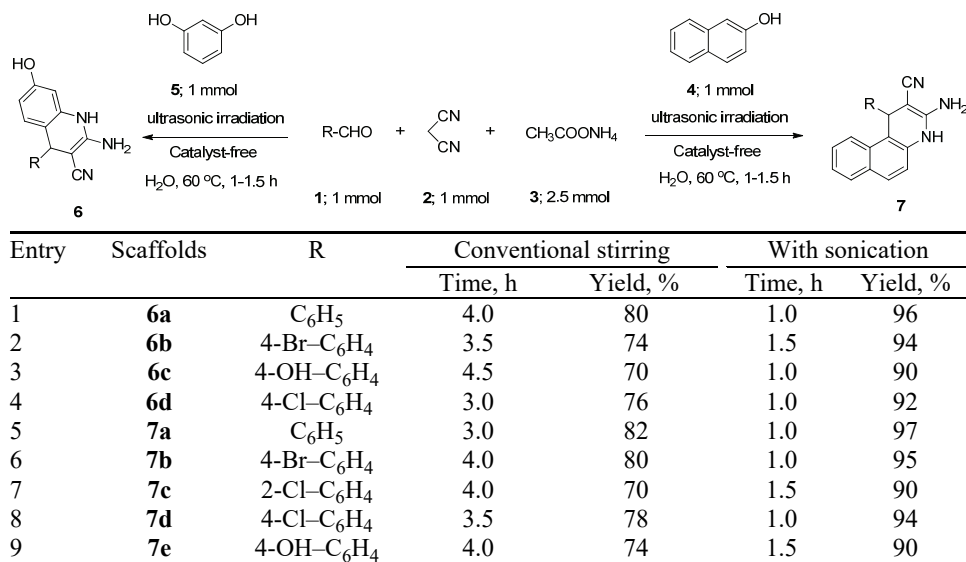 HO OH
OH
5; 1 mmol
4; 1 mmol
HO
NH
NH₂
R
CN
6
ultrasonic irradiation
Catalyst-free
H₂O, 60 °C, 1-1.5 h
R-CHO + CN CN + CH₃COONH₄
1; 1 mmol 2; 1 mmol 3; 2.5 mmol
ultrasonic irradiation
Catalyst-free
H₂O, 60 °C, 1-1.5 h
CN
R
NH₂
NH
7
Entry Scaffolds R Conventional stirring With sonication
Time, h Yield, % Time, h Yield, %
1 6a C₆H₅ 4.0 80 1.0 96
2 6b 4-Br–C₆H₄ 3.5 74 1.5 94
3 6c 4-OH–C₆H₄ 4.5 70 1.0 90
4 6d 4-Cl–C₆H₄ 3.0 76 1.0 92
5 7a C₆H₅ 3.0 82 1.0 97
6 7b 4-Br–C₆H₄ 4.0 80 1.0 95
7 7c 2-Cl–C₆H₄ 4.0 70 1.5 90
8 7d 4-Cl–C₆H₄ 3.5 78 1.0 94
9 7e 4-OH–C₆H₄ 4.0 74 1.5 90